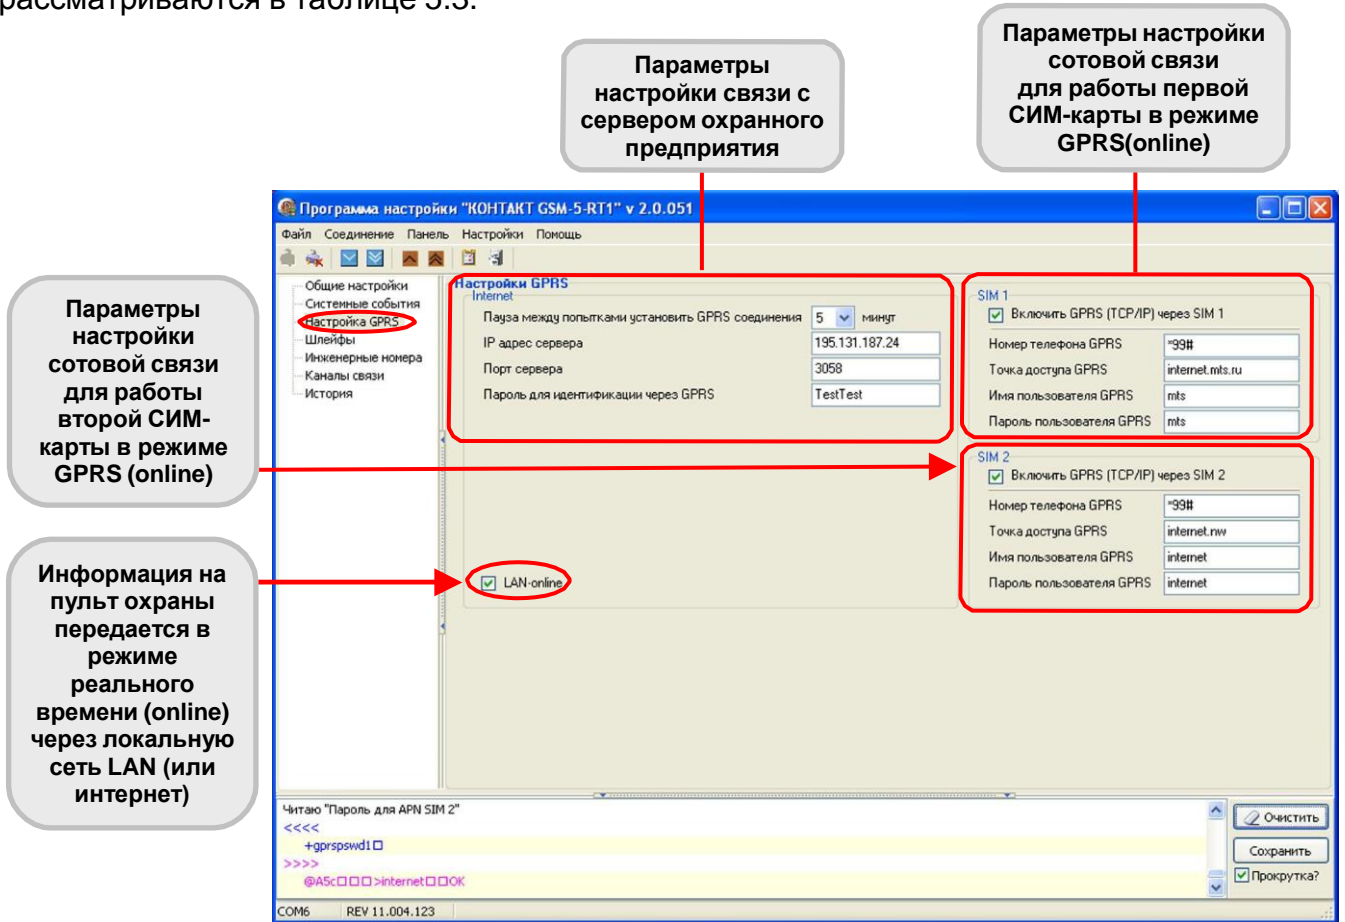 рассматриваются в таблице 5.3.
Параметры настройки связи с сервером охранного предприятия
Параметры настройки сотовой связи для работы первой СИМ-карты в режиме GPRS(online)
Программа настройки "КОНТАКТ GSM-5-RT1" v 2.0.051
Файл Соединение Панель Настройки Помощь
Параметры настройки сотовой связи для работы второй СИМ-карты в режиме GPRS (online)
Информация на пульт охраны передается в режиме реального времени (online) через локальную сеть LAN (или интернет)
Общие настройки
Системные события
Настройка GPRS
Шлейфы
Инженерные номера
Каналы связи
История
Настройки GPRS
Internet
Пауза между попытками установить GPRS соединения 5 минут
IP адрес сервера 195.131.187.24
Порт сервера 3058
Пароль для идентификации через GPRS TestTest
LAN-online
SIM 1
Включить GPRS (TCP/IP) через SIM 1
Номер телефона GPRS *99#
Точка доступа GPRS internet.mts.ru
Имя пользователя GPRS mts
Пароль пользователя GPRS mts
SIM 2
Включить GPRS (TCP/IP) через SIM 2
Номер телефона GPRS *99#
Точка доступа GPRS internet.nw
Имя пользователя GPRS internet
Пароль пользователя GPRS internet
Читаю "Пароль для APN SIM 2"
<<<<
+gprspswd1□
>>>>
@A5c□□□>internet□□OK
Очистить
Сохранить
Прокрутка?
COM6 REV 11.004.123